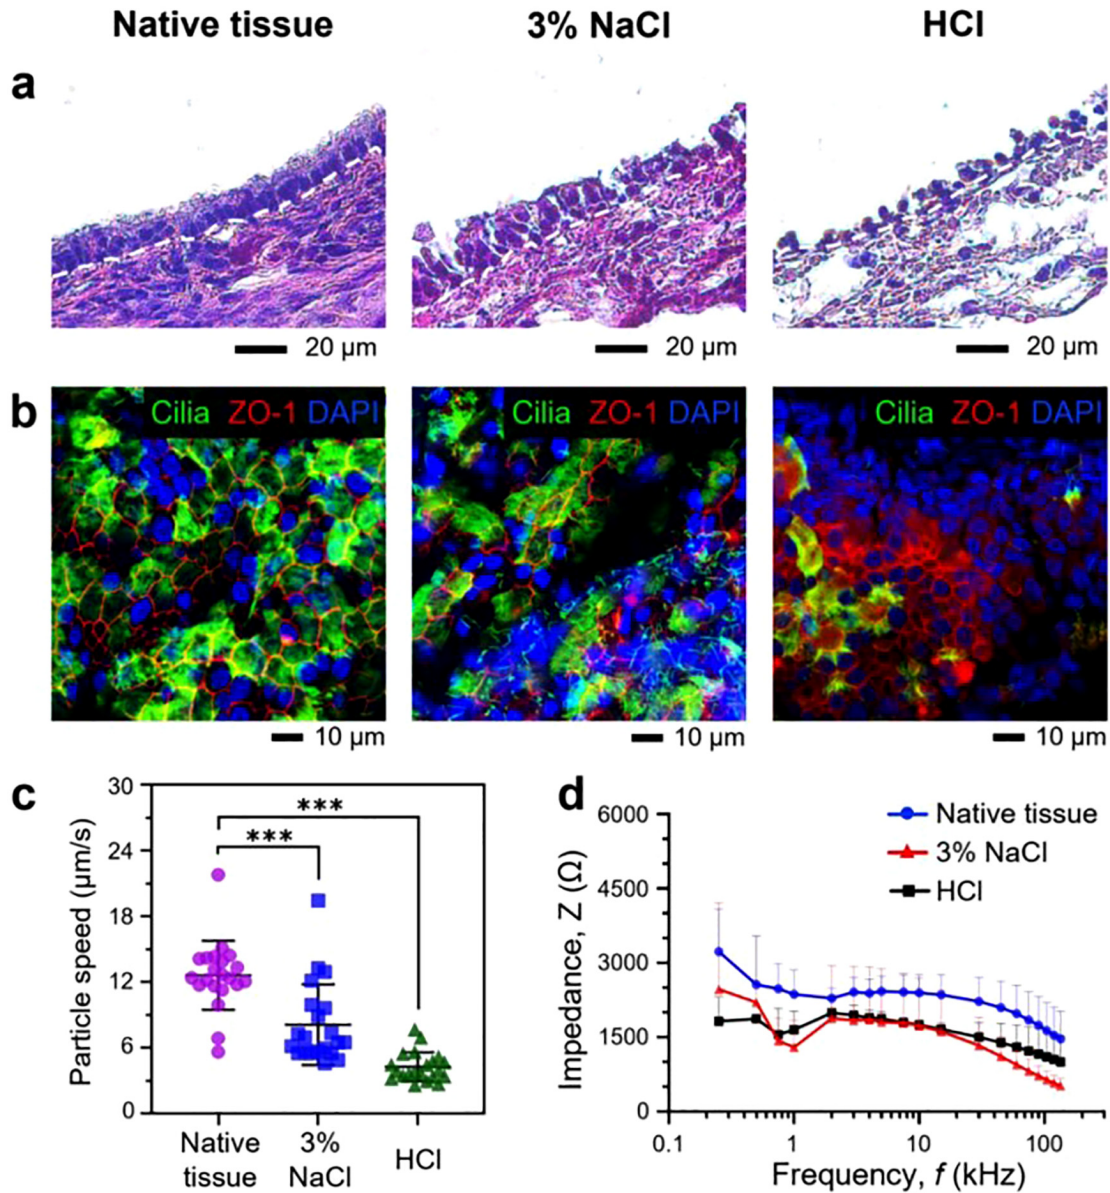 Native tissue 3% NaCl HCl
a
20 µm 20 µm 20 µm
b
Cilia ZO-1 DAPI Cilia ZO-1 DAPI Cilia ZO-1 DAPI
10 µm 10 µm 10 µm
c
Particle speed (µm/s)
30
24
18
12
6
0
***
***
Native tissue
3% NaCl
HCl
d
Impedance, Z (Ω)
6000
4500
3000
1500
0
Native tissue
3% NaCl
HCl
0.1 1 10 100
Frequency, f (kHz)